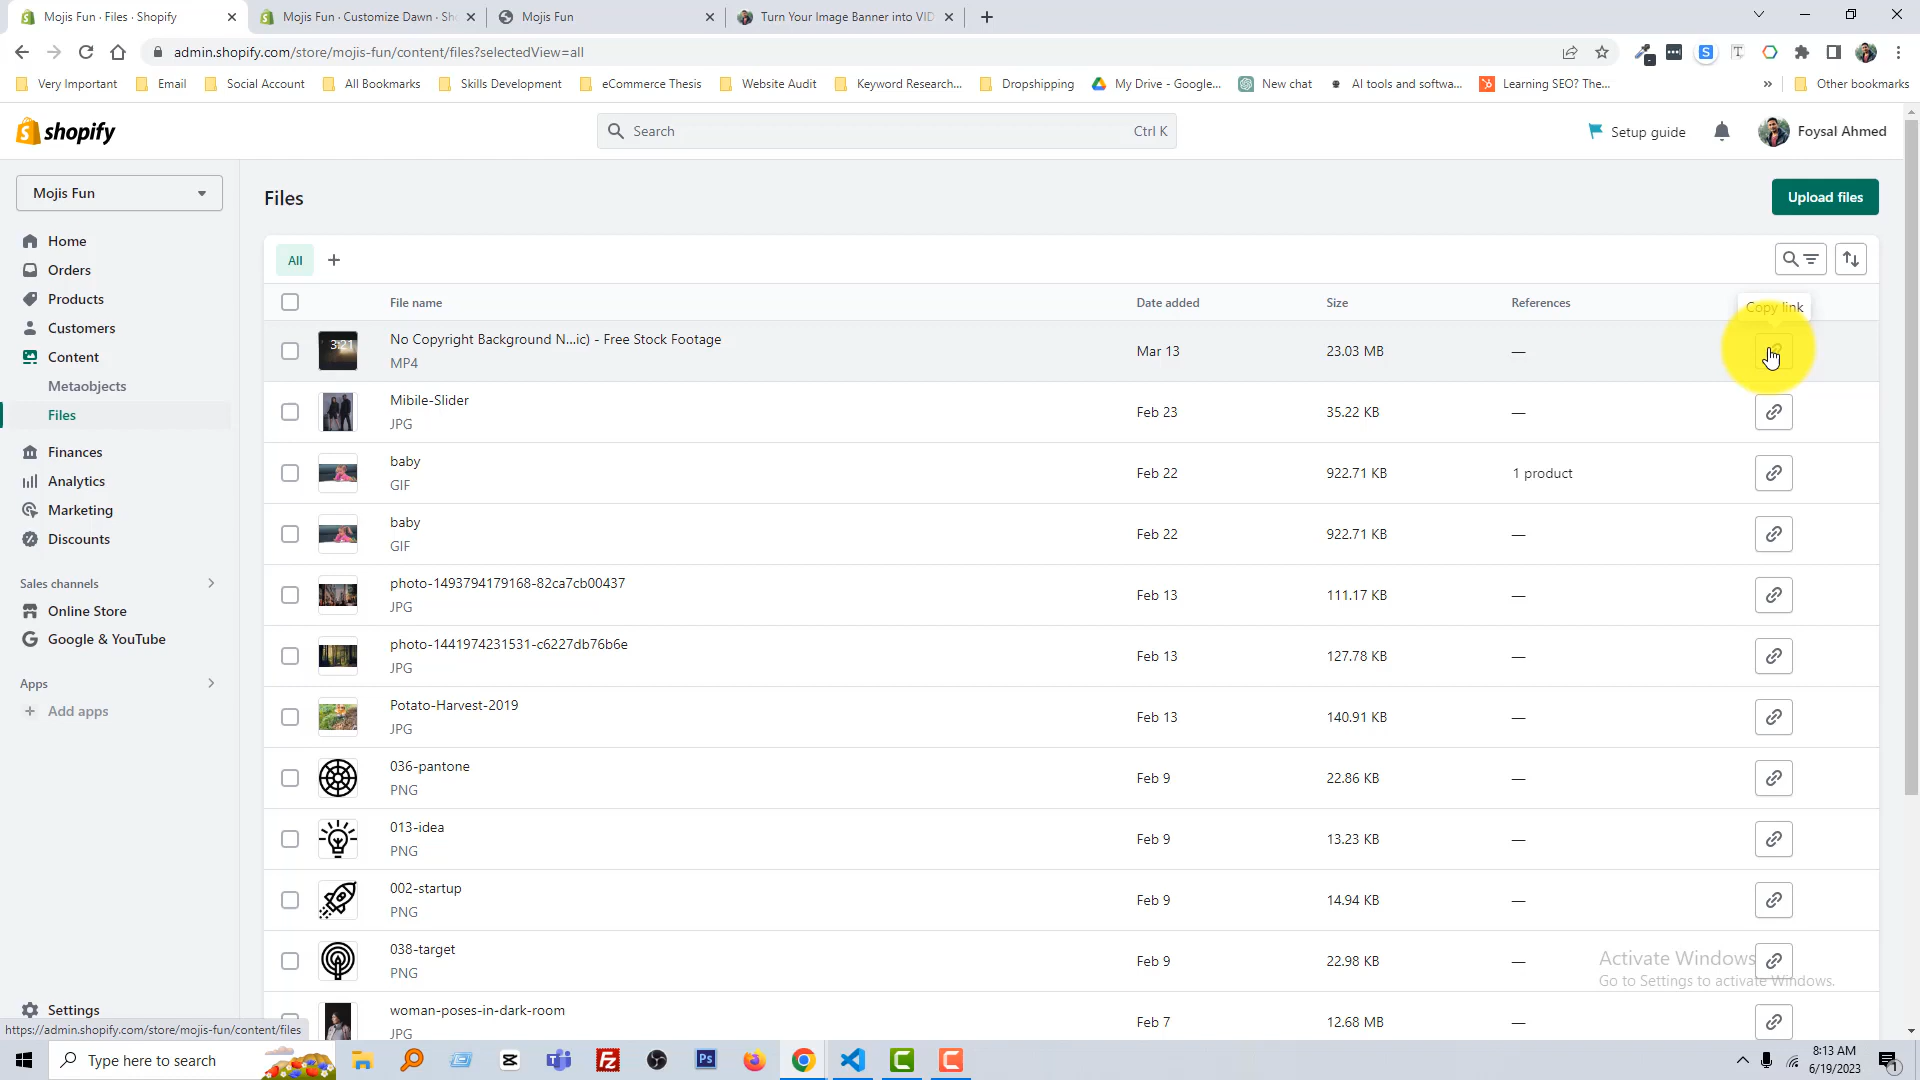 Mojis Fun · Files · Shopify
Mojis Fun · Customize Dawn · Sh
Mojis Fun
Turn Your Image Banner into VID
admin.shopify.com/store/mojis-fun/content/files?selectedView=all
Very Important
Email
Social Account
All Bookmarks
Skills Development
eCommerce Thesis
Website Audit
Keyword Research...
Dropshipping
My Drive - Google...
New chat
AI tools and softwa...
Learning SEO? The...
»
Other bookmarks
shopify
Search
Ctrl K
Setup guide
Foysal Ahmed
Mojis Fun
Files
Upload files
Home
Orders
Products
Customers
Content
Metaobjects
Files
Finances
Analytics
Marketing
Discounts
Sales channels
Online Store
Google & YouTube
Apps
Add apps
Settings
All
File name
Date added
Size
References
Copy link
No Copyright Background N...ic) - Free Stock Footage
MP4
3:21
Mar 13
23.03 MB
—
Mibile-Slider
JPG
Feb 23
35.22 KB
—
baby
GIF
Feb 22
922.71 KB
1 product
baby
GIF
Feb 22
922.71 KB
—
photo-1493794179168-82ca7cb00437
JPG
Feb 13
111.17 KB
—
photo-1441974231531-c6227db76b6e
JPG
Feb 13
127.78 KB
—
Potato-Harvest-2019
JPG
Feb 13
140.91 KB
—
036-pantone
PNG
Feb 9
22.86 KB
—
013-idea
PNG
Feb 9
13.23 KB
—
002-startup
PNG
Feb 9
14.94 KB
—
038-target
PNG
Feb 9
22.98 KB
—
woman-poses-in-dark-room
JPG
Feb 7
12.68 MB
—
Activate Windows
Go to Settings to activate Windows.
https://admin.shopify.com/store/mojis-fun/content/files
Type here to search
8:13 AM
6/19/2023